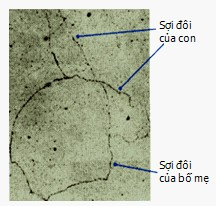 Sợi đôi
của con
Sợi đôi
của bố mẹ